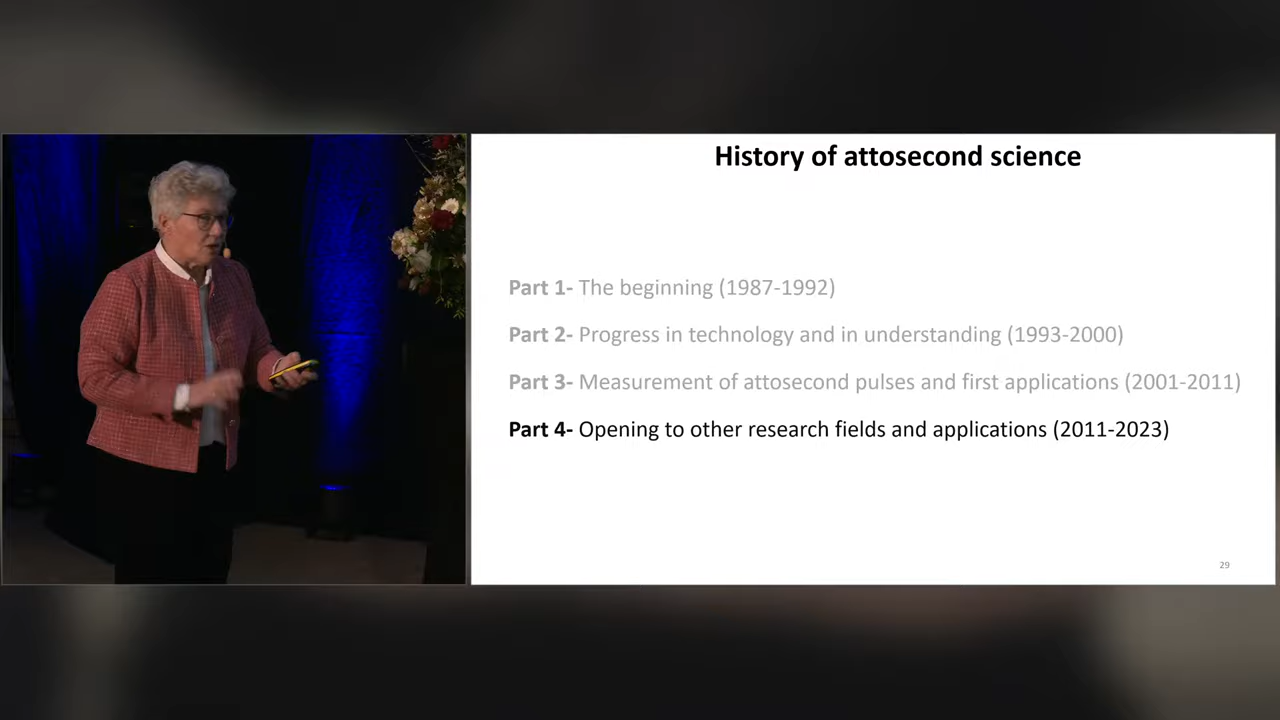 History of attosecond science
Part 1- The beginning (1987-1992)
Part 2- Progress in technology and in understanding (1993-2000)
Part 3- Measurement of attosecond pulses and first applications (2001-2011)
Part 4- Opening to other research fields and applications (2011-2023)
29